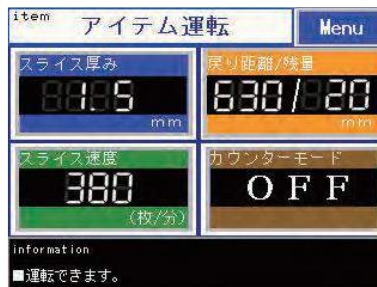 item
アイテム運転
Menu
スライス厚み
1.5
mm
戻り距離/残量
630/ 20
mm
スライス速度
380
(枚/分)
カウンターモード
OFF
information
■運転できます。